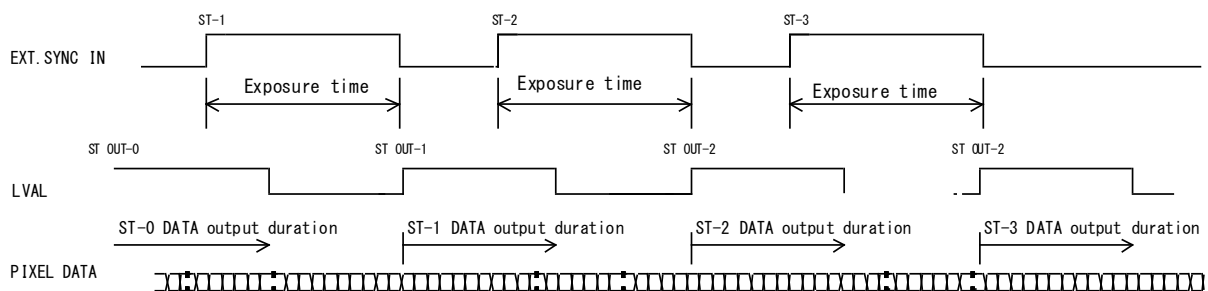 ST-1 ST-2 ST-3
EXT.SYNC IN
Exposure time Exposure time Exposure time
ST OUT-0 ST OUT-1 ST OUT-2 ST OUT-2
LVAL
ST-0 DATA output duration ST-1 DATA output duration ST-2 DATA output duration ST-3 DATA output duration
PIXEL DATA